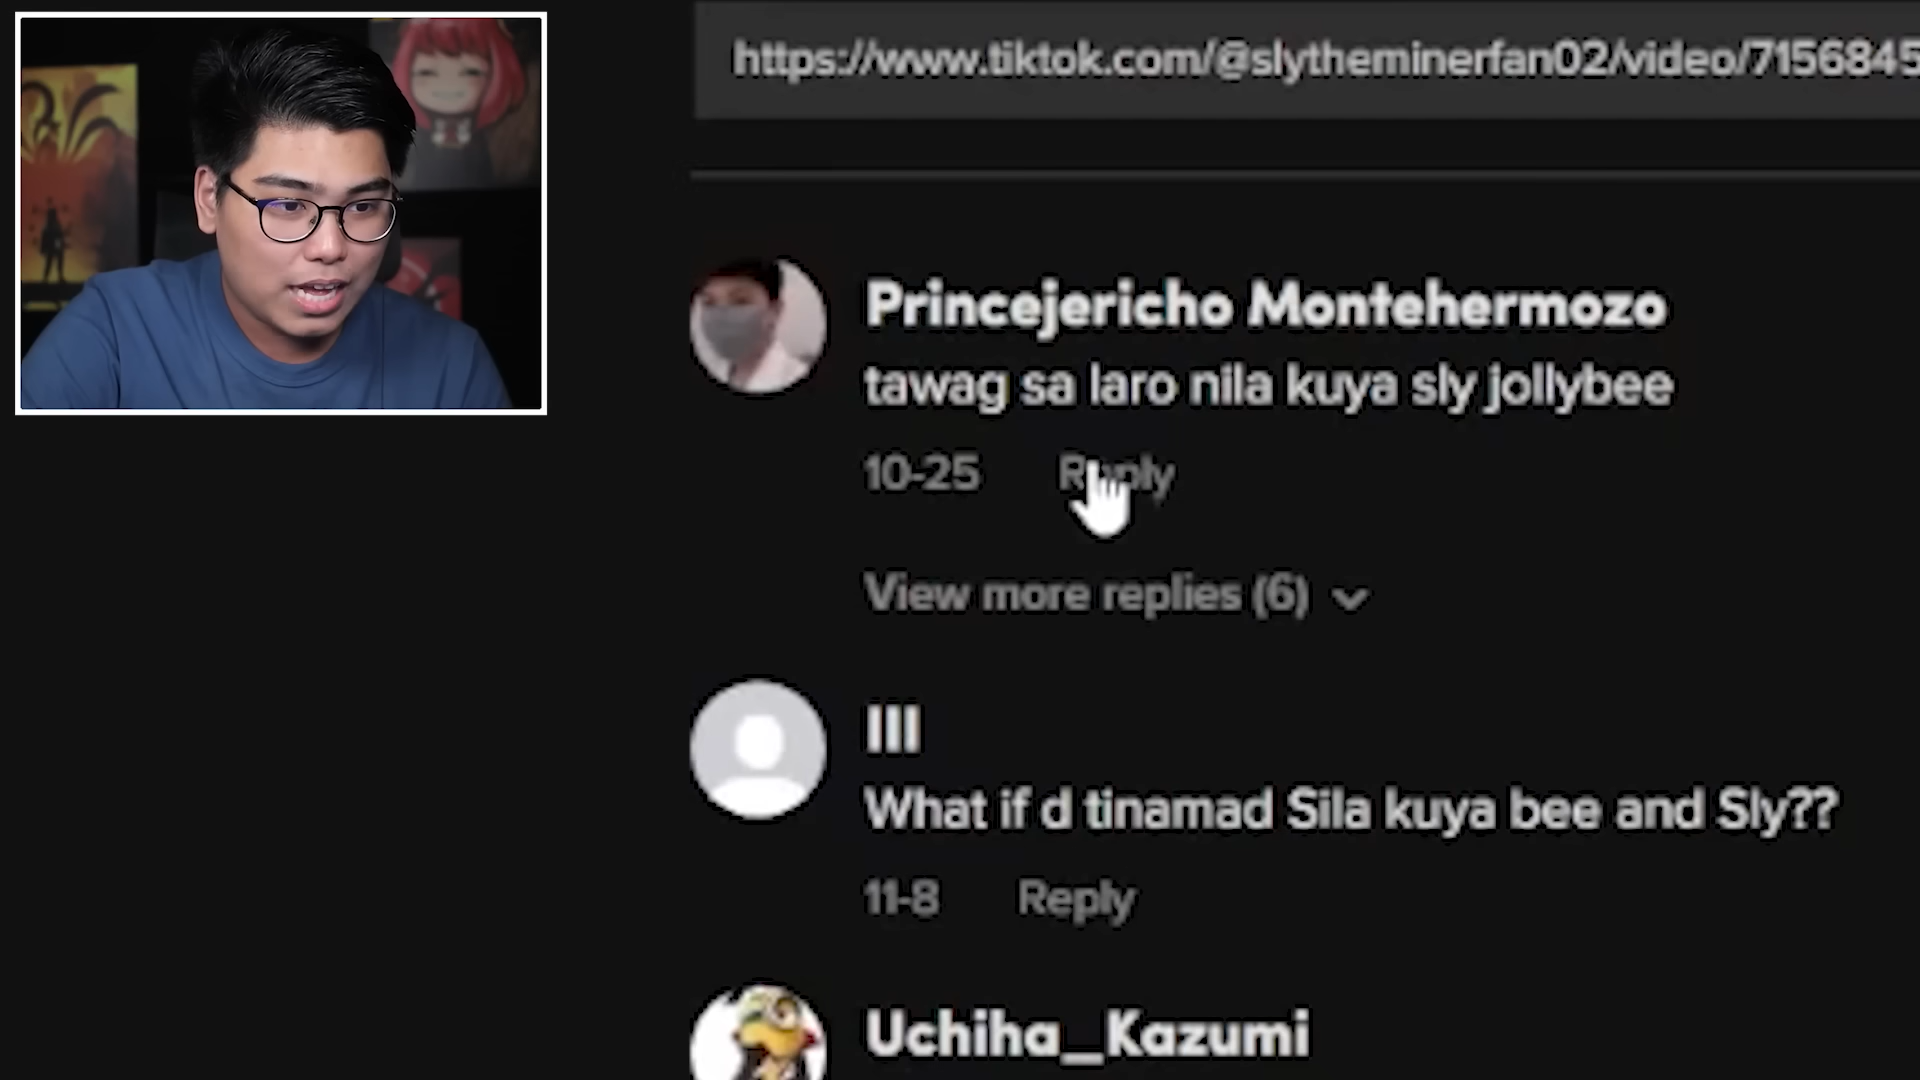 https://www.tiktok.com/@slytheminerfan02/video/7156845
Princejericho Montehermozo
tawag sa laro nila kuya sly jollybee
10-25 Reply
View more replies (6)
III
What if d tinamad Sila kuya bee and Sly??
11-8 Reply
Uchiha__Kazumi